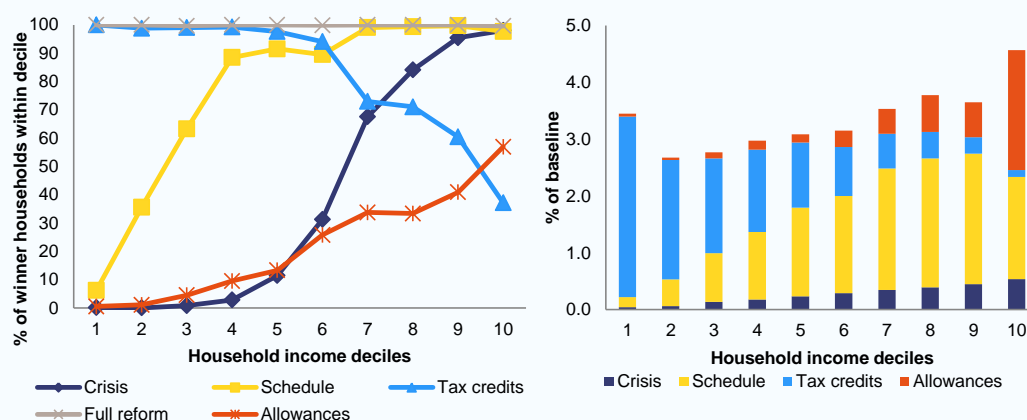 % of winner households within decile
100
90
80
70
60
50
40
30
20
10
0
1 2 3 4 5 6 7 8 9 10
Household income deciles
Crisis Schedule Tax credits
Full reform Allowances
% of baseline
5.0
4.0
3.0
2.0
1.0
0.0
1 2 3 4 5 6 7 8 9 10
Household income deciles
Crisis Schedule Tax credits Allowances